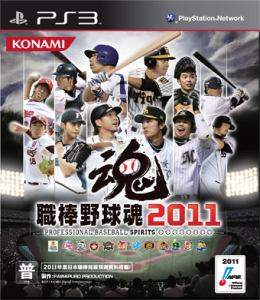 PS3
PlayStation Network
KONAMI
魂
職棒野球魂2011
PROFESSIONAL BASEBALL SPIRITS
普
2011